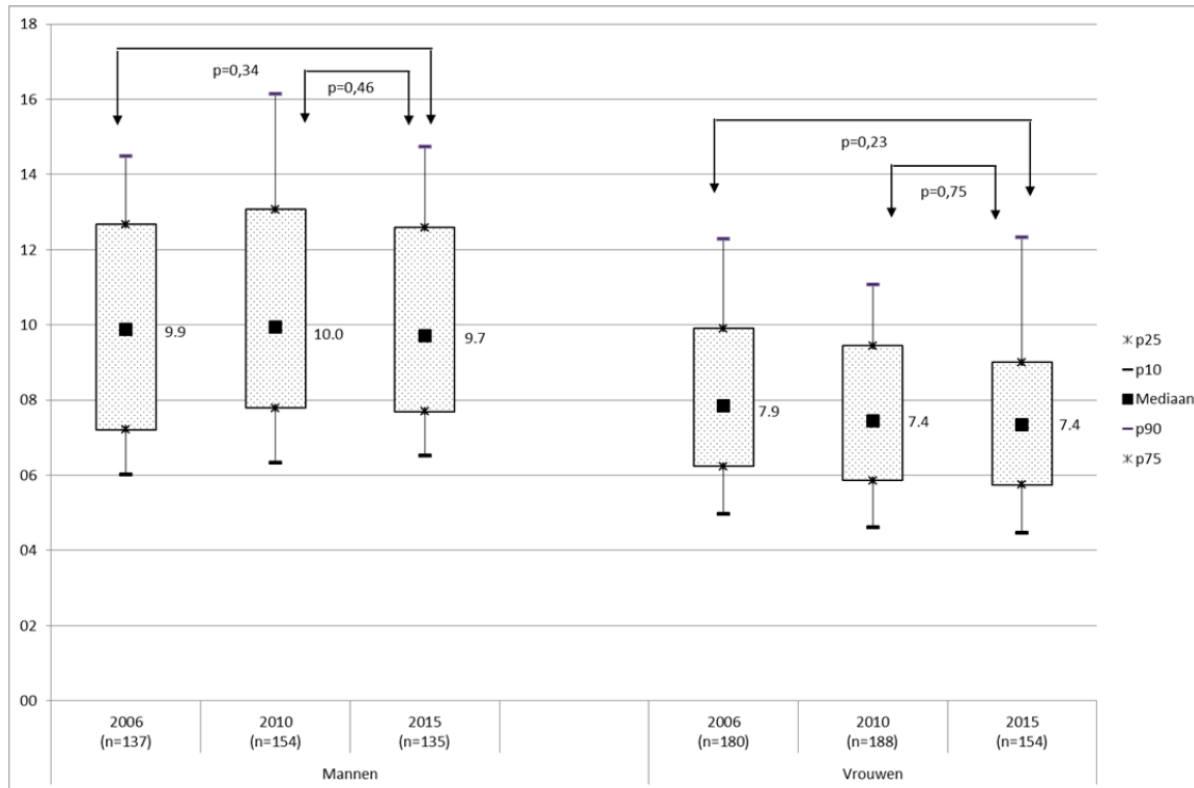 18
16
14
12
10
08
06
04
02
00
p=0,34
p=0,46
p=0,23
p=0,75
9.9
10.0
9.7
7.9
7.4
7.4
2006
(n=137)
2010
(n=154)
2015
(n=135)
Mannen
2006
(n=180)
2010
(n=188)
2015
(n=154)
Vrouwen
p25
p10
Mediaan
p90
p75